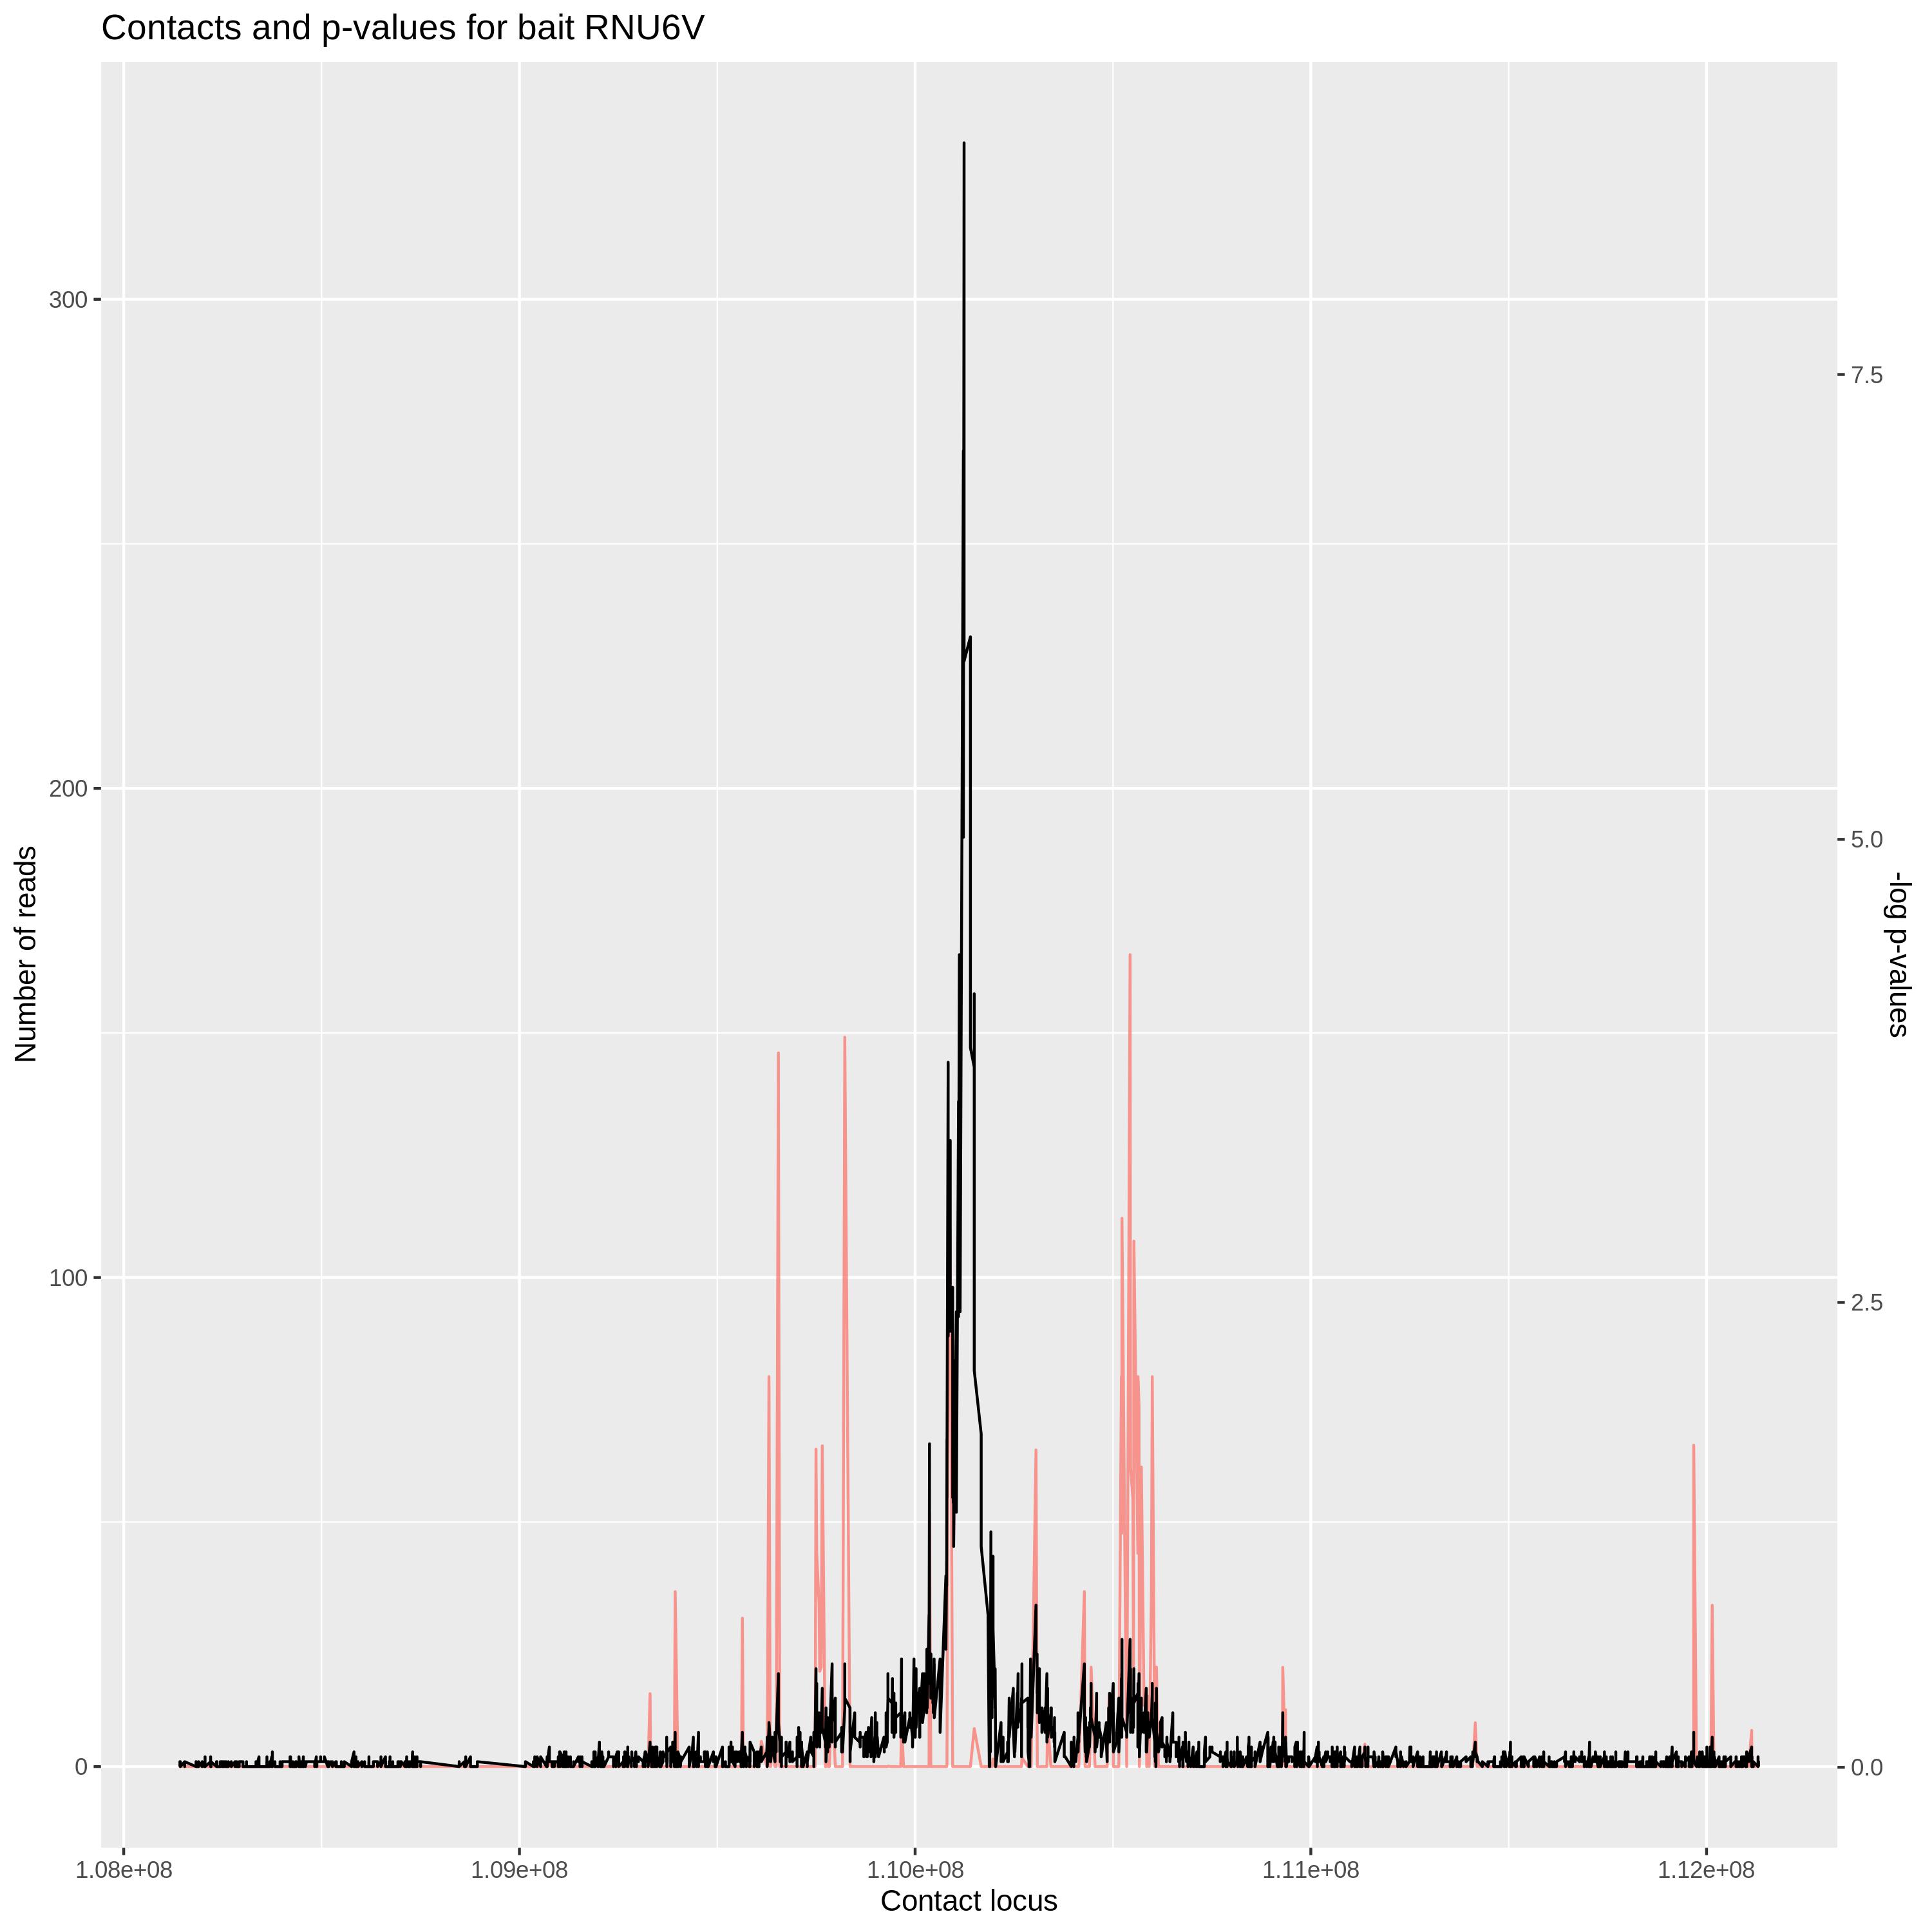 Contacts and p-values for bait RNU6V
300
200
100
0
Number of reads
7.5
5.0
2.5
0.0
-log p-values
1.08e+08 1.09e+08 1.10e+08 1.11e+08 1.12e+08
Contact locus